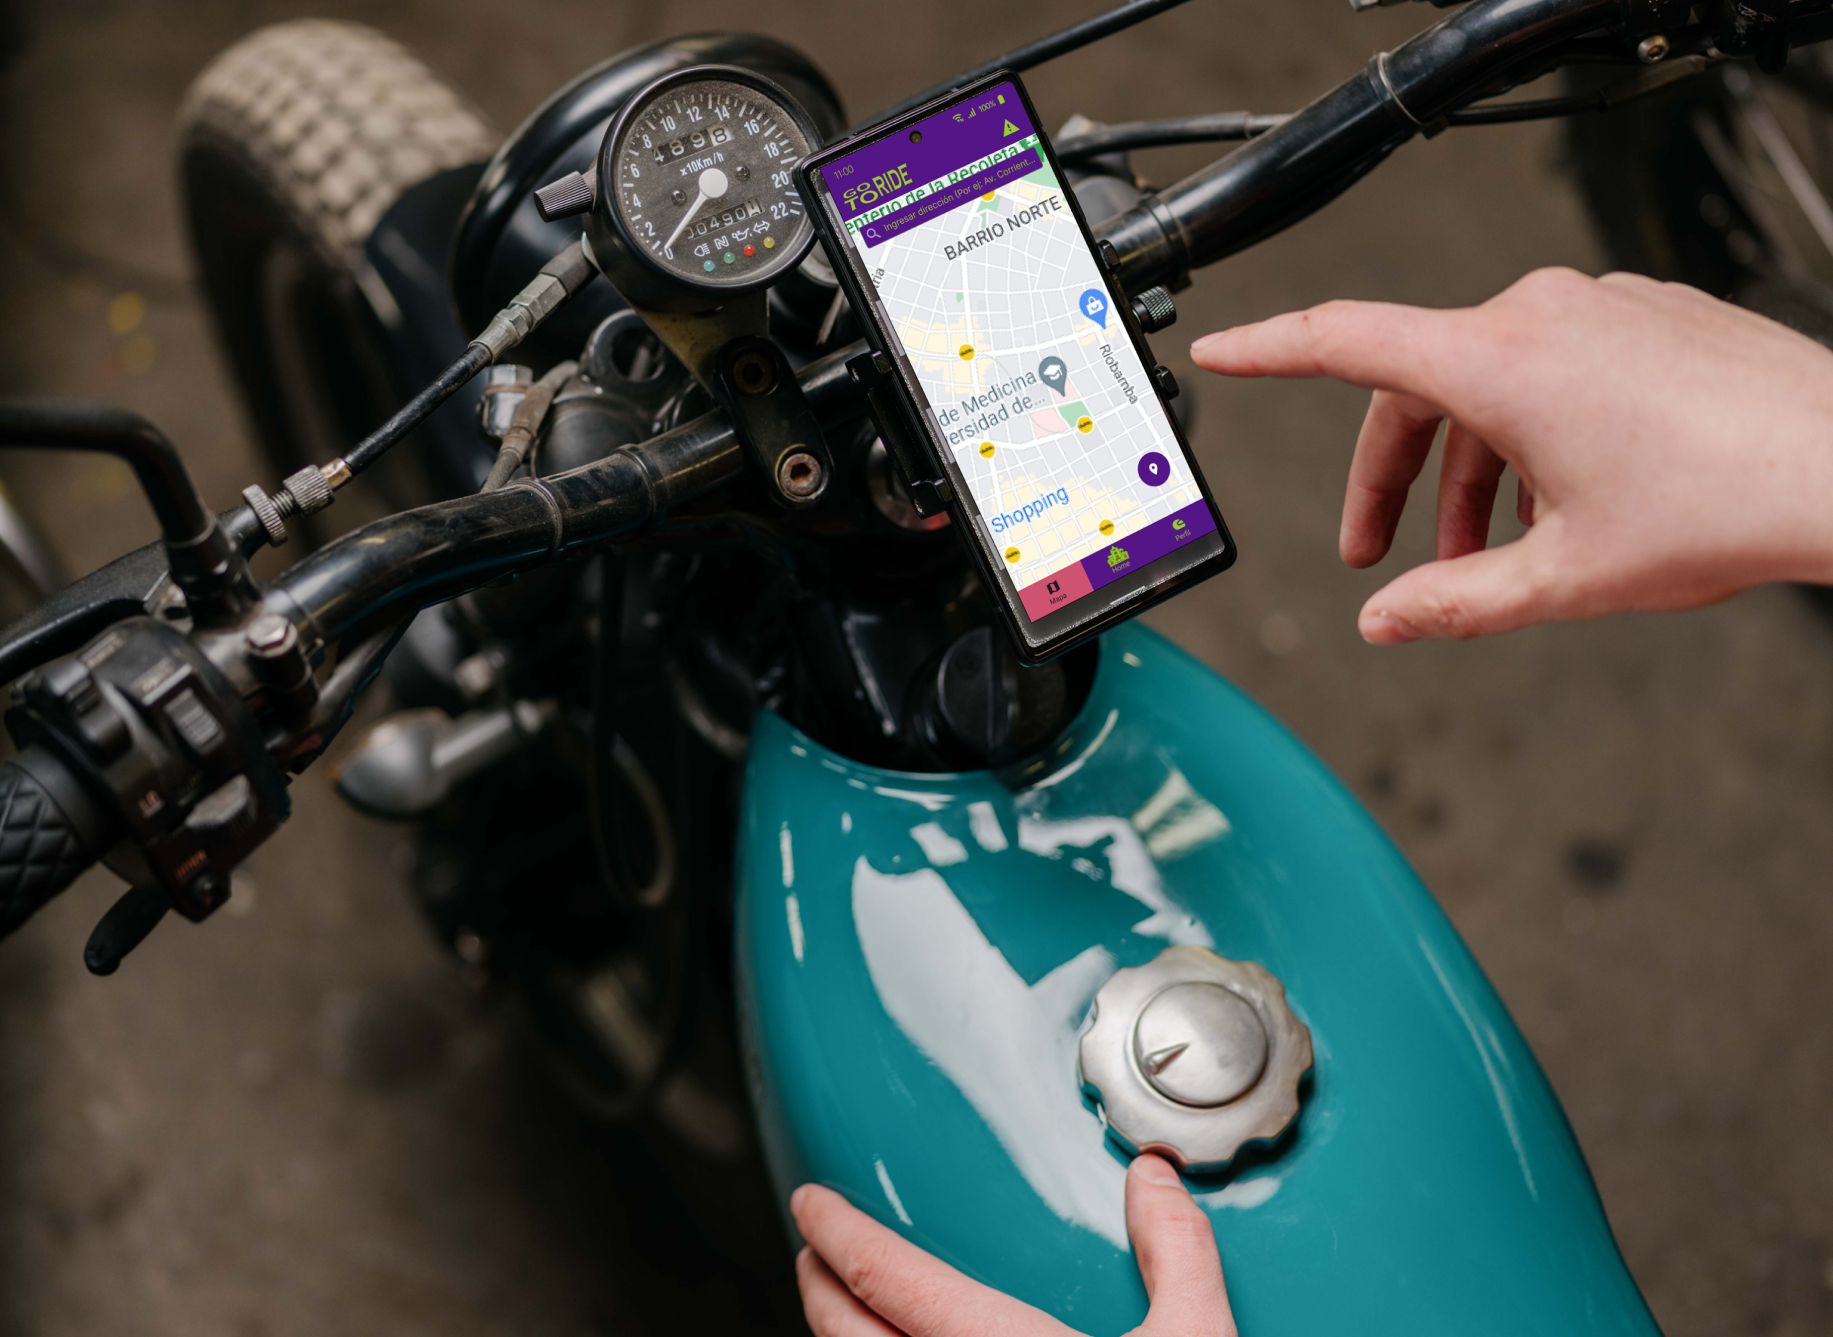 0
2
4
6
8
10
12
14
16
18
20
22
x10Km/h
N
11:00
100%
GO
TO RIDE
enterio de la Recoleta
Ingresar dirección (Por ej: Av. Corrient...
BARRIO NORTE
ria
Riobamba
de Medicina
ersidad de...
Shopping
Mapa
Home
Perfil